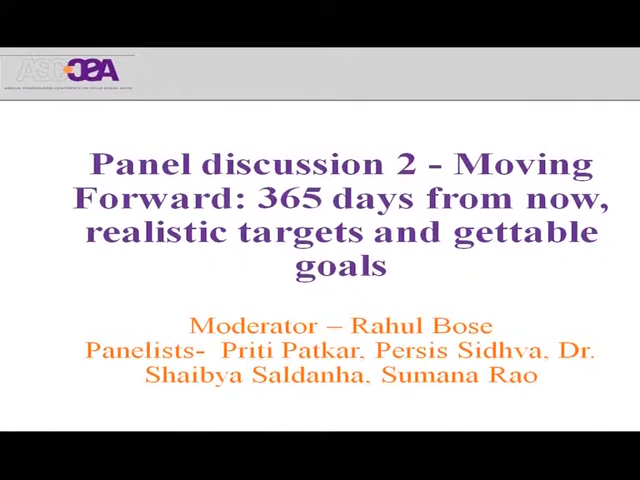 Panel discussion 2 - Moving
Forward: 365 days from now,
realistic targets and gettable
goals
Moderator – Rahul Bose
Panelists- Priti Patkar, Persis Sidhva, Dr.
Shaibya Saldanha, Sumana Rao